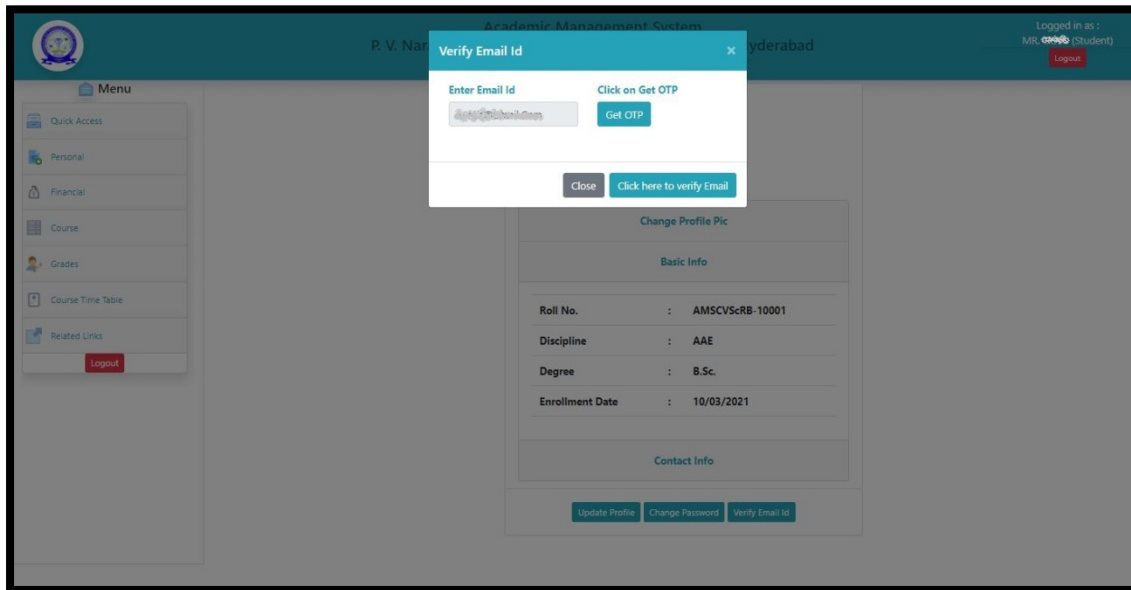 Academic Management System
P. V. Nar
yderabad
Logged in as :
MR. (Student)
Logout
Verify Email Id
×
Enter Email Id
Click on Get OTP
Get OTP
Close
Click here to verify Email
Menu
Quick Access
Personal
Financial
Course
Grades
Course Time Table
Related Links
Logout
Change Profile Pic
Basic Info
Roll No. : AMSCVScRB-10001
Discipline : AAE
Degree : B.Sc.
Enrollment Date : 10/03/2021
Contact Info
Update Profile
Change Password
Verify Email Id